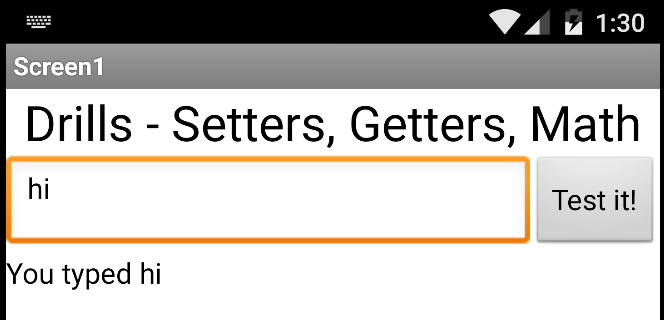 1:30
Screen1
Drills - Setters, Getters, Math
hi
Test it!
You typed hi